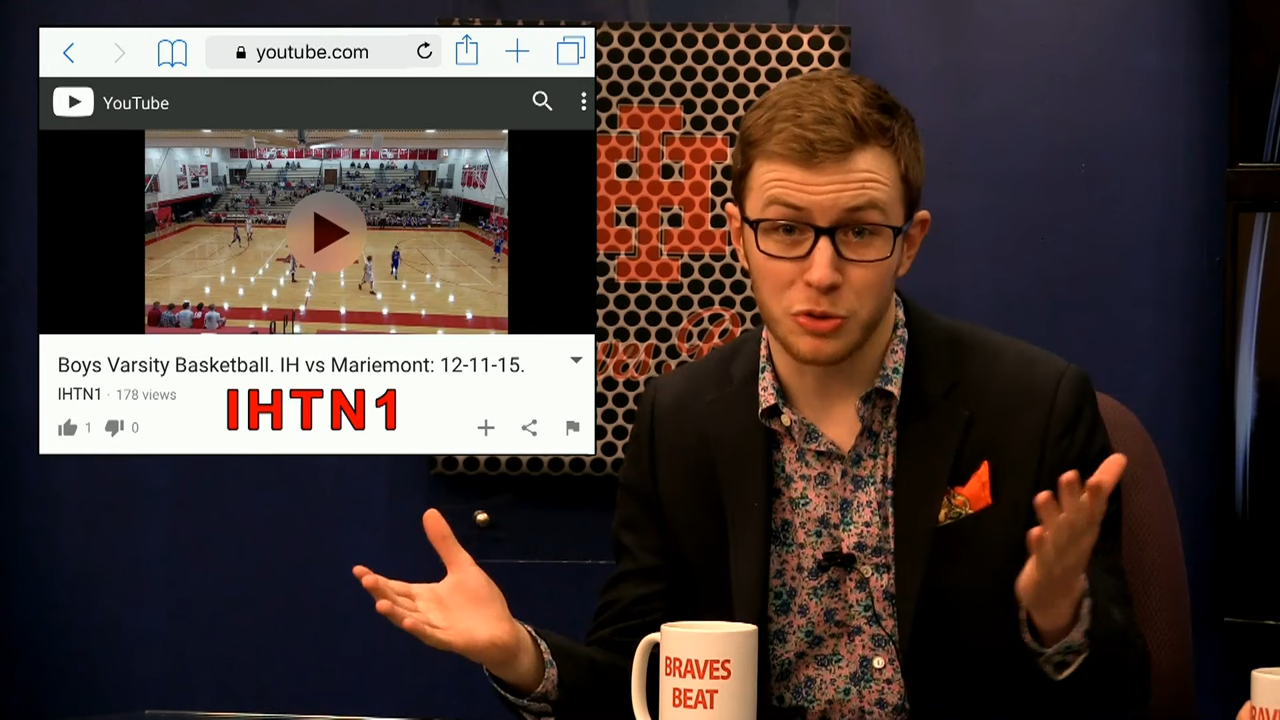 youtube.com
YouTube
Boys Varsity Basketball. IH vs Mariemont: 12-11-15.
IHTN1 · 178 views
IHTN1
1 0
IH
BRAVES
BEAT